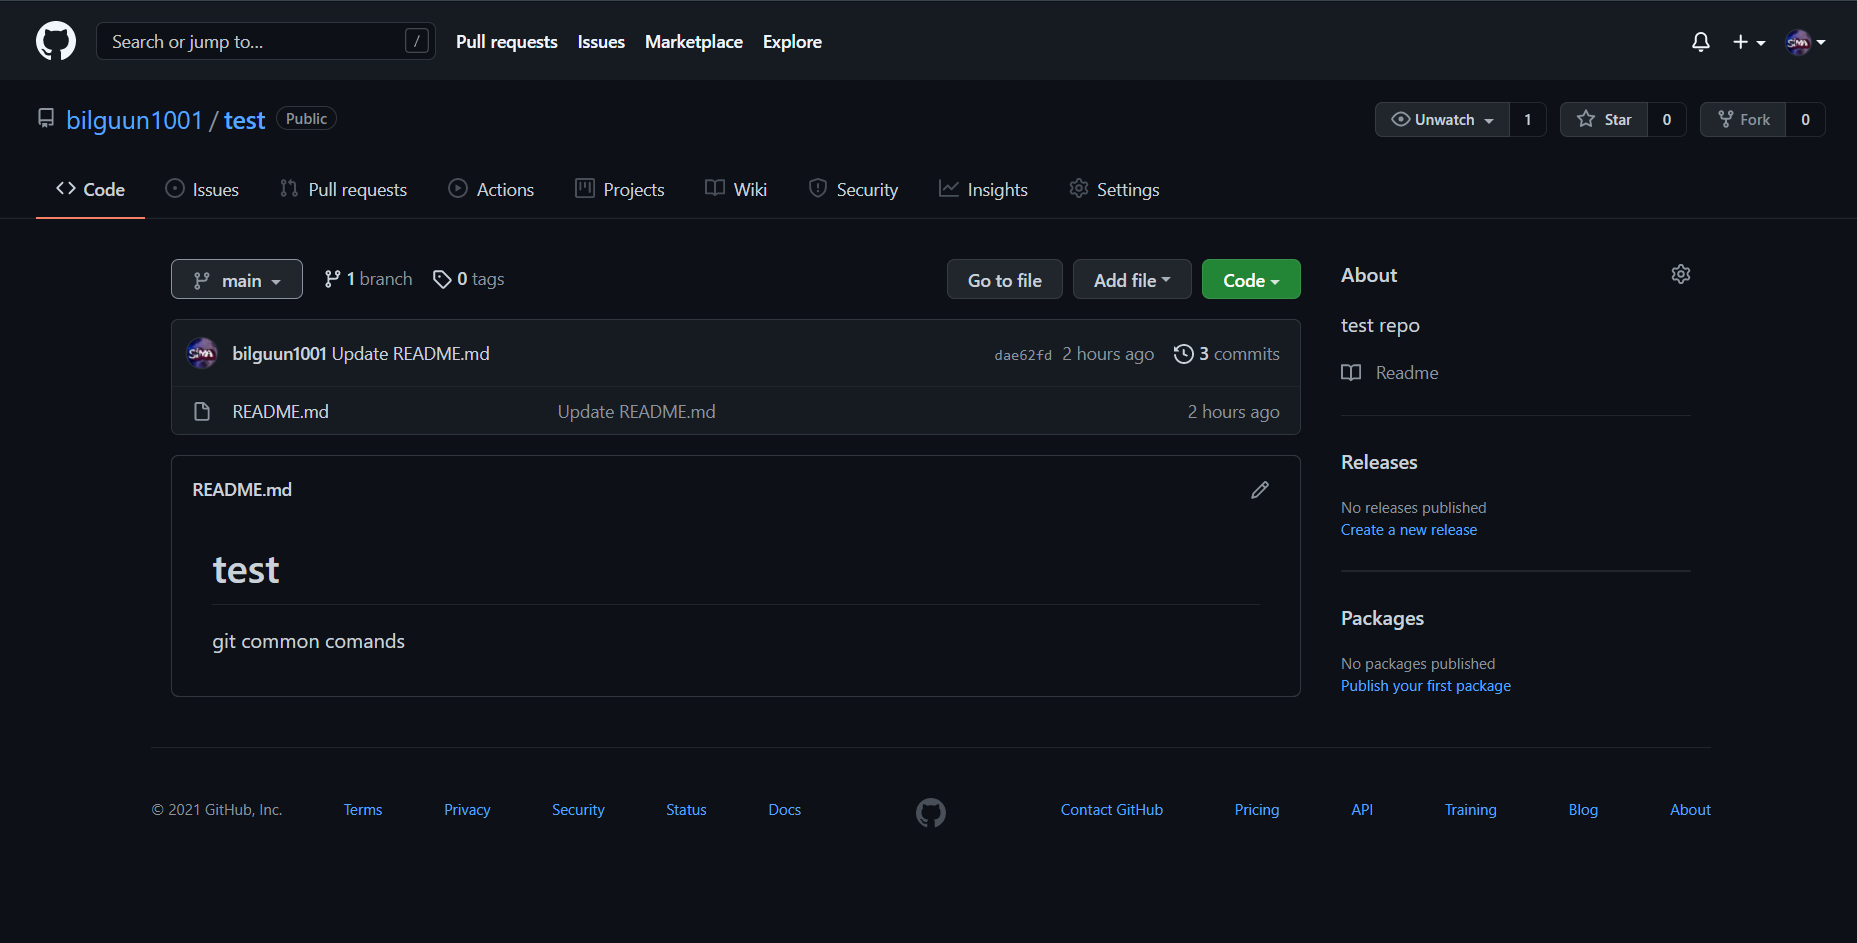 Search or jump to... /
Pull requests Issues Marketplace Explore
bilguun1001 / test Public
Unwatch 1 Star 0 Fork 0
Code Issues Pull requests Actions Projects Wiki Security Insights Settings
main 1 branch 0 tags Go to file Add file Code
bilguun1001 Update README.md dae62fd 2 hours ago 3 commits
README.md Update README.md 2 hours ago
README.md
test
git common comands
About
test repo
Readme
Releases
No releases published
Create a new release
Packages
No packages published
Publish your first package
© 2021 GitHub, Inc. Terms Privacy Security Status Docs Contact GitHub Pricing API Training Blog About